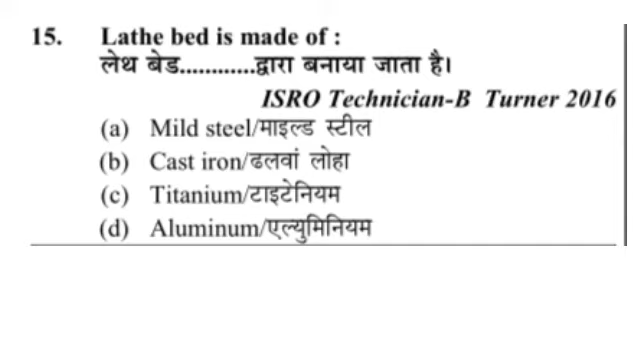 15. Lathe bed is made of :
लेथ बेड............द्वारा बनाया जाता है।
ISRO Technician-B Turner 2016
(a) Mild steel/माइल्ड स्टील
(b) Cast iron/ढलवां लोहा
(c) Titanium/टाइटेनियम
(d) Aluminum/एल्युमिनियम